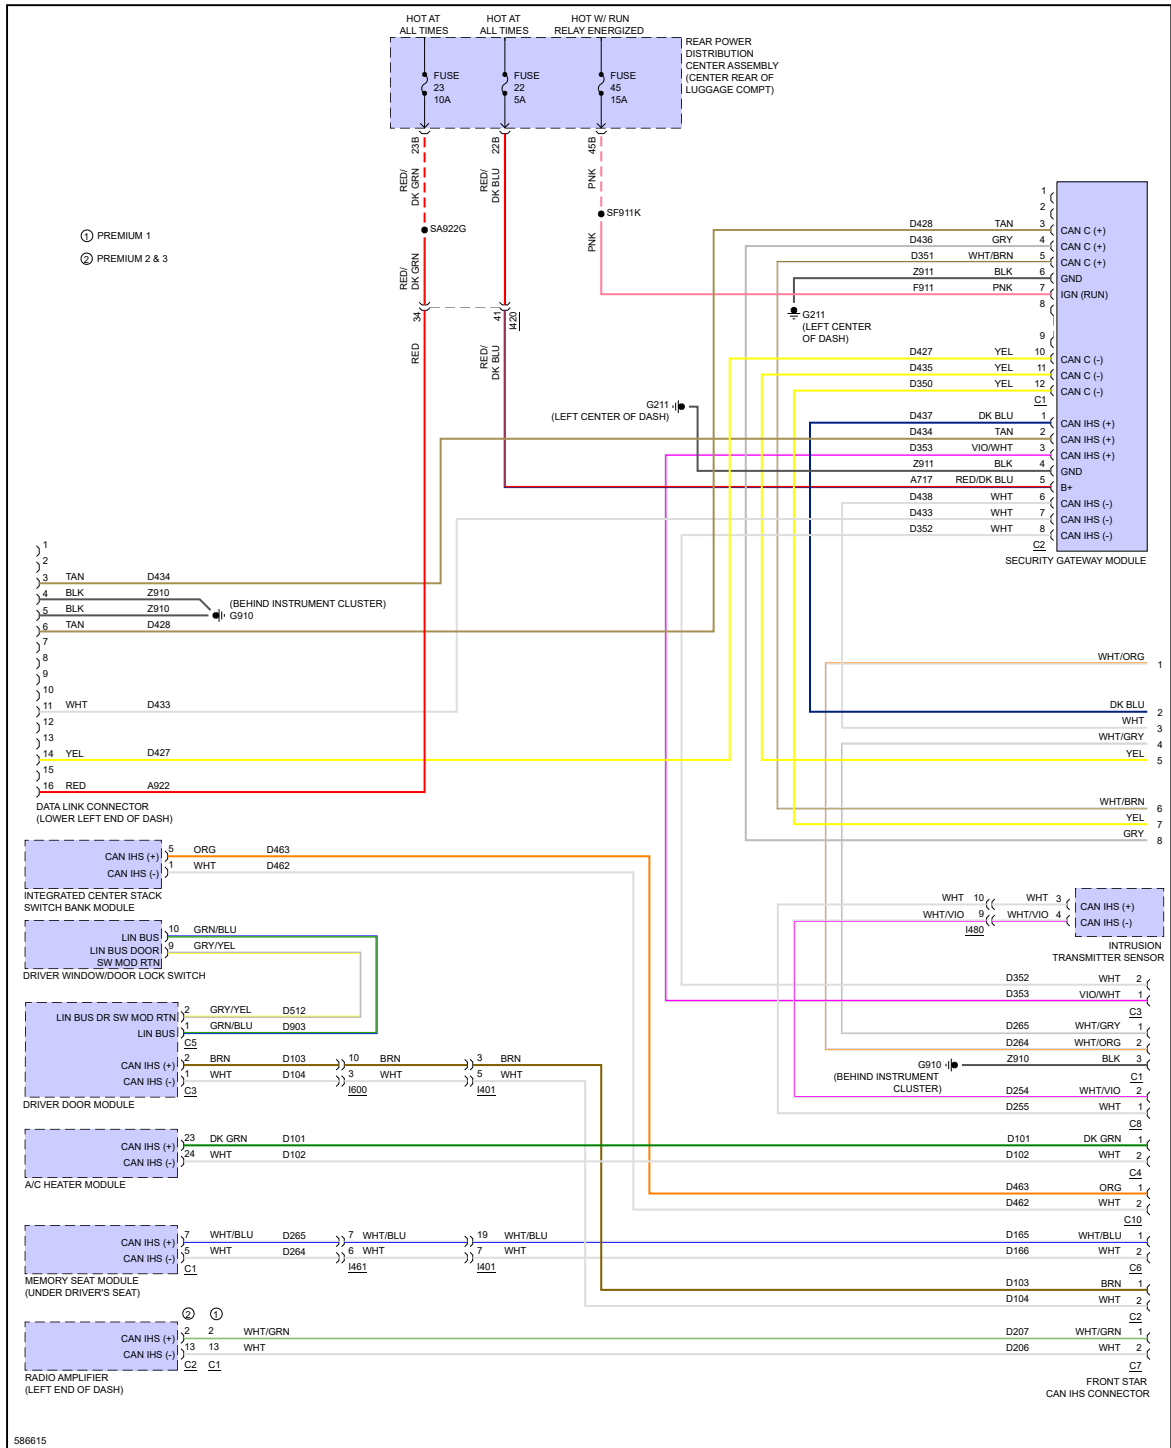 HOT AT
ALL TIMES
HOT AT
ALL TIMES
HOT W/ RUN
RELAY ENERGIZED
REAR POWER
DISTRIBUTION
CENTER ASSEMBLY
(CENTER REAR OF
LUGGAGE COMPT)
FUSE
23
10A
FUSE
22
5A
FUSE
45
15A
23B
22B
45B
RED/
DK GRN
RED/
DK BLU
PNK
SA922G
SF911K
RED/
DK GRN
PNK
34
41
I420
RED
RED/
DK BLU
1 PREMIUM 1
2 PREMIUM 2 & 3
1
2
D428 TAN 3 CAN C (+)
D436 GRY 4 CAN C (+)
D351 WHT/BRN 5 CAN C (+)
Z911 BLK 6 GND
F911 PNK 7 IGN (RUN)
8
G211
(LEFT CENTER
OF DASH)
9
D427 YEL 10 CAN C (-)
D435 YEL 11 CAN C (-)
D350 YEL 12 CAN C (-)
C1
G211
(LEFT CENTER OF DASH)
D437 DK BLU 1 CAN IHS (+)
D434 TAN 2 CAN IHS (+)
D353 VIO/WHT 3 CAN IHS (+)
Z911 BLK 4 GND
A717 RED/DK BLU 5 B+
D438 WHT 6 CAN IHS (-)
D433 WHT 7 CAN IHS (-)
D352 WHT 8 CAN IHS (-)
C2
SECURITY GATEWAY MODULE
1
2
3 TAN D434
4 BLK Z910
5 BLK Z910
(BEHIND INSTRUMENT CLUSTER)
G910
6 TAN D428
7
8
9
10
11 WHT D433
12
13
14 YEL D427
15
16 RED A922
DATA LINK CONNECTOR
(LOWER LEFT END OF DASH)
WHT/ORG 1
DK BLU 2
WHT 3
WHT/GRY 4
YEL 5
WHT/BRN 6
YEL 7
GRY 8
CAN IHS (+) 5 ORG D463
CAN IHS (-) 1 WHT D462
INTEGRATED CENTER STACK
SWITCH BANK MODULE
LIN BUS 10 GRN/BLU
LIN BUS DOOR 9 GRY/YEL
SW MOD RTN
DRIVER WINDOW/DOOR LOCK SWITCH
WHT 10 WHT 3 CAN IHS (+)
WHT/VIO 9 WHT/VIO 4 CAN IHS (-)
I480
INTRUSION
TRANSMITTER SENSOR
LIN BUS DR SW MOD RTN 2 GRY/YEL D512
LIN BUS 1 GRN/BLU D903
C5
CAN IHS (+) 2 BRN D103 10 BRN 3 BRN
CAN IHS (-) 1 WHT D104 3 WHT 5 WHT
C3 I600 I401
DRIVER DOOR MODULE
D352 WHT 2
D353 VIO/WHT 1
C3
D265 WHT/GRY 1
D264 WHT/ORG 2
Z910 BLK 3
C1
G910
(BEHIND INSTRUMENT
CLUSTER)
D254 WHT/VIO 2
D255 WHT 1
C8
CAN IHS (+) 23 DK GRN D101
CAN IHS (-) 24 WHT D102
A/C HEATER MODULE
D101 DK GRN 1
D102 WHT 2
C4
D463 ORG 1
D462 WHT 2
C10
CAN IHS (+) 7 WHT/BLU D265 7 WHT/BLU 19 WHT/BLU
CAN IHS (-) 5 WHT D264 6 WHT 7 WHT
C1 I461 I401
MEMORY SEAT MODULE
(UNDER DRIVER'S SEAT)
D165 WHT/BLU 1
D166 WHT 2
C6
D103 BRN 1
D104 WHT 2
C2
2 1
CAN IHS (+) 2 2 WHT/GRN
CAN IHS (-) 13 13 WHT
C2 C1
RADIO AMPLIFIER
(LEFT END OF DASH)
D207 WHT/GRN 1
D206 WHT 2
C7
FRONT STAR
CAN IHS CONNECTOR
586615